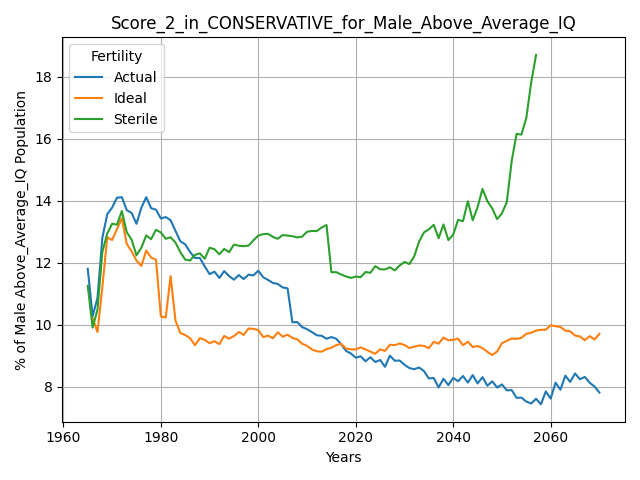 Score_2_in_CONSERVATIVE_for_Male_Above_Average_IQ
Fertility
Actual
Ideal
Sterile
% of Male Above_Average_IQ Population
18
16
14
12
10
8
1960
1980
2000
2020
2040
2060
Years